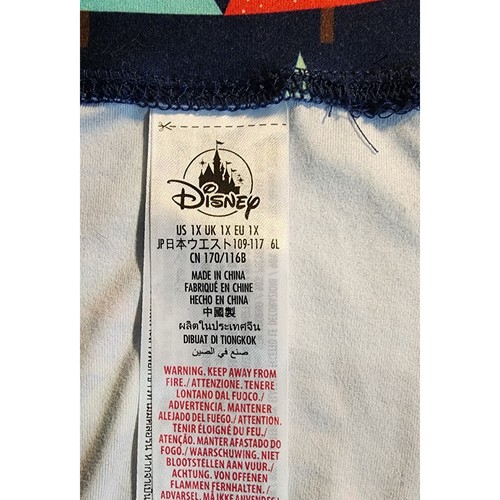 Disney
US 1X UK 1X EU 1X
JP日本ウエスト109-117 6L
CN 170/116B
MADE IN CHINA
FABRIQUÉ EN CHINE
HECHO EN CHINA
中國製
ผลิตในประเทศจีน
DIBUAT DI TIONGKOK
صنع في الصين
WARNING. KEEP AWAY FROM
FIRE./ATTENZIONE. TENERE
LONTANO DAL FUOCO./
ADVERTENCIA. MANTENER
ALEJADO DEL FUEGO./ATTENTION.
TENIR ÉLOIGNÉ DU FEU./
ATENÇÃO. MANTER AFASTADO DO
FOGO./WAARSCHUWING. NIET
BLOOTSTELLEN AAN VUUR./
ACHTUNG. VON OFFENEN
FLAMMEN FERNHALTEN./
ADVARSEL. MÅ IKKE ANVENDES/